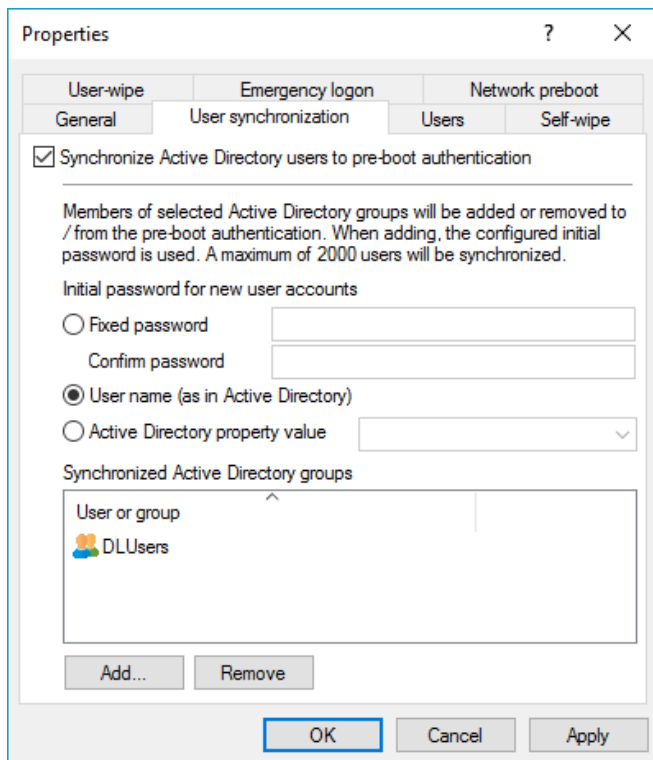 Properties
?
User-wipe
Emergency logon
Network preboot
General
User synchronization
Users
Self-wipe
Synchronize Active Directory users to pre-boot authentication
Members of selected Active Directory groups will be added or removed to
/ from the pre-boot authentication. When adding, the configured initial
password is used. A maximum of 2000 users will be synchronized.
Initial password for new user accounts
Fixed password
Confirm password
User name (as in Active Directory)
Active Directory property value
Synchronized Active Directory groups
User or group
DLUsers
Add...
Remove
OK
Cancel
Apply